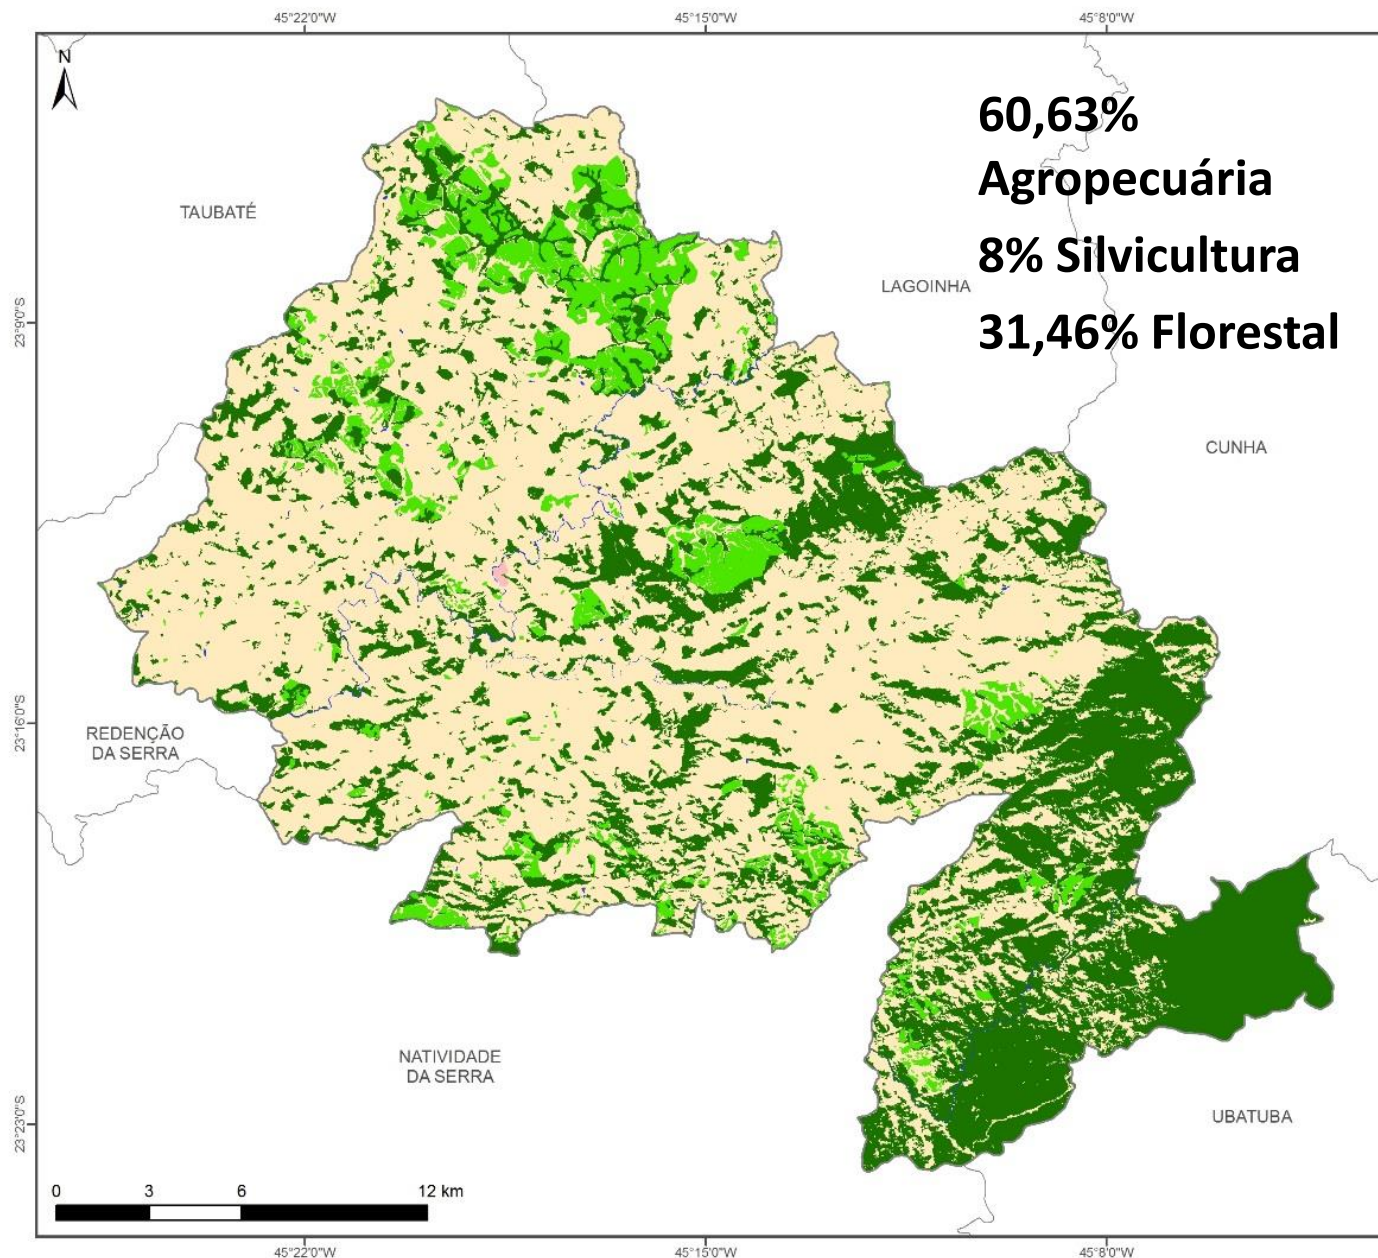 45°22'0"W
45°15'0"W
45°8'0"W
N
60,63%
Agropecuária
8% Silvicultura
31,46% Florestal
TAUBATÉ
LAGOINHA
23°9'0"S
CUNHA
23°16'0"S
REDENÇÃO
DA SERRA
NATIVIDADE
DA SERRA
UBATUBA
23°23'0"S
0 3 6 12 km
45°22'0"W
45°15'0"W
45°8'0"W